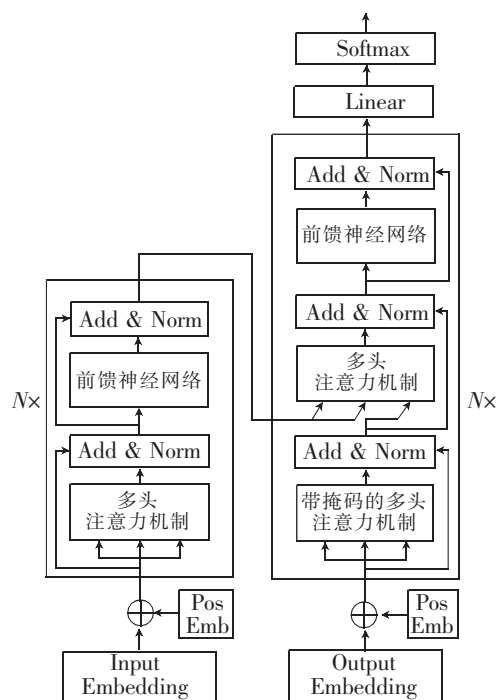 Softmax
Linear
Add & Norm
前馈神经网络
Add & Norm
多头
注意力机制
N×
Add & Norm
带掩码的多头
注意力机制
Pos
Emb
Output
Embedding
Add & Norm
前馈神经网络
N×
Add & Norm
多头
注意力机制
Pos
Emb
Input
Embedding